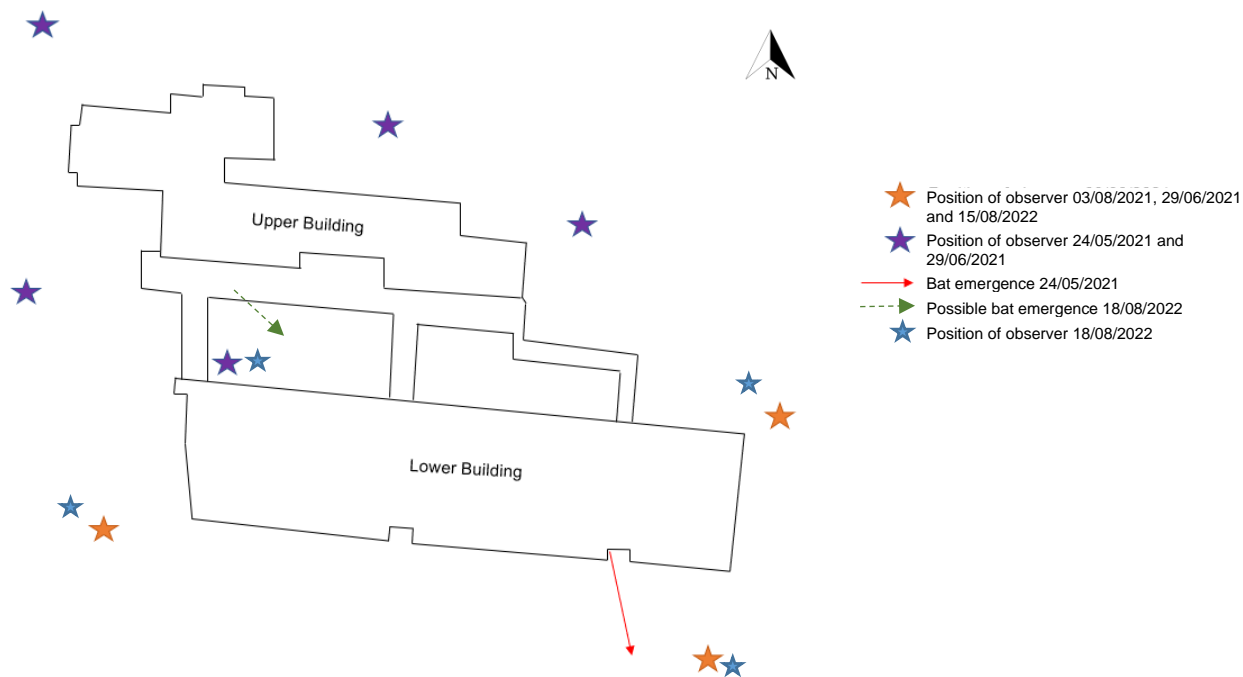 N
Upper Building
Lower Building
Position of observer 03/08/2021, 29/06/2021
and 15/08/2022
Position of observer 24/05/2021 and
29/06/2021
Bat emergence 24/05/2021
Possible bat emergence 18/08/2022
Position of observer 18/08/2022